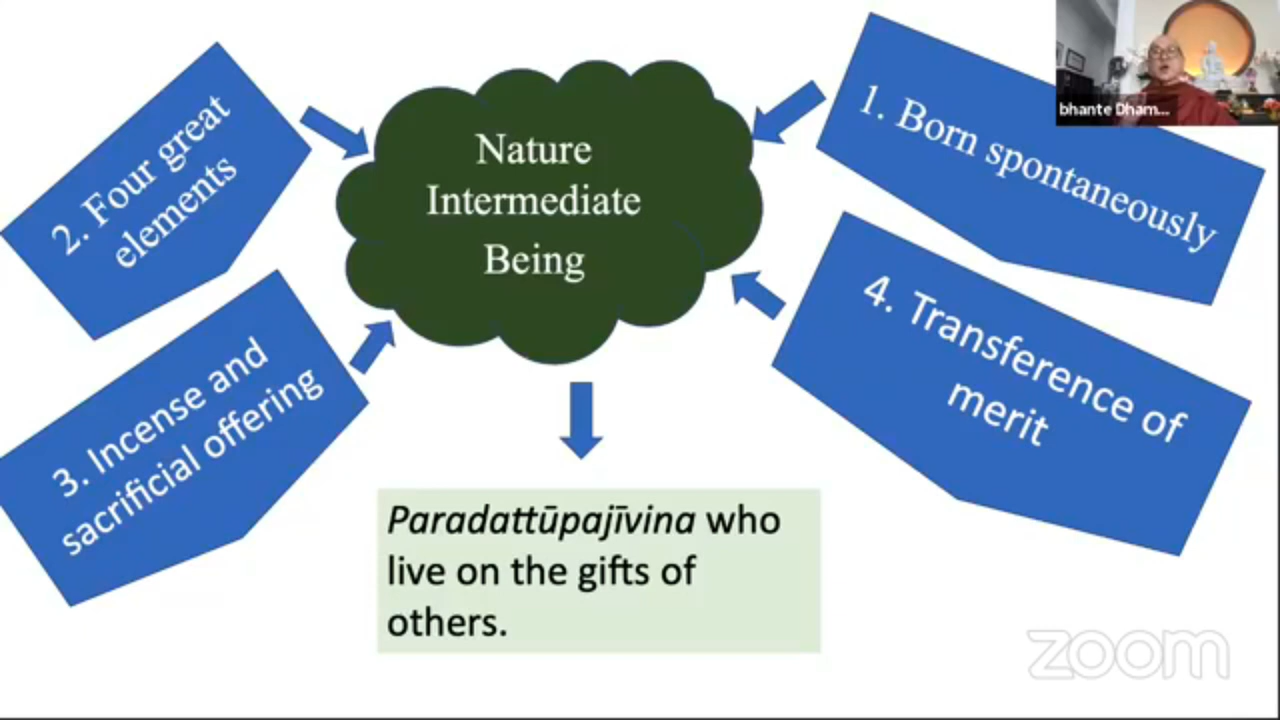 Nature
Intermediate
Being
1. Born spontaneously
2. Four great
elements
3. Incense and
sacrificial offering
4. Transference of
merit
Paradattūpajīvina who
live on the gifts of
others.
bhante Dham...
zoom